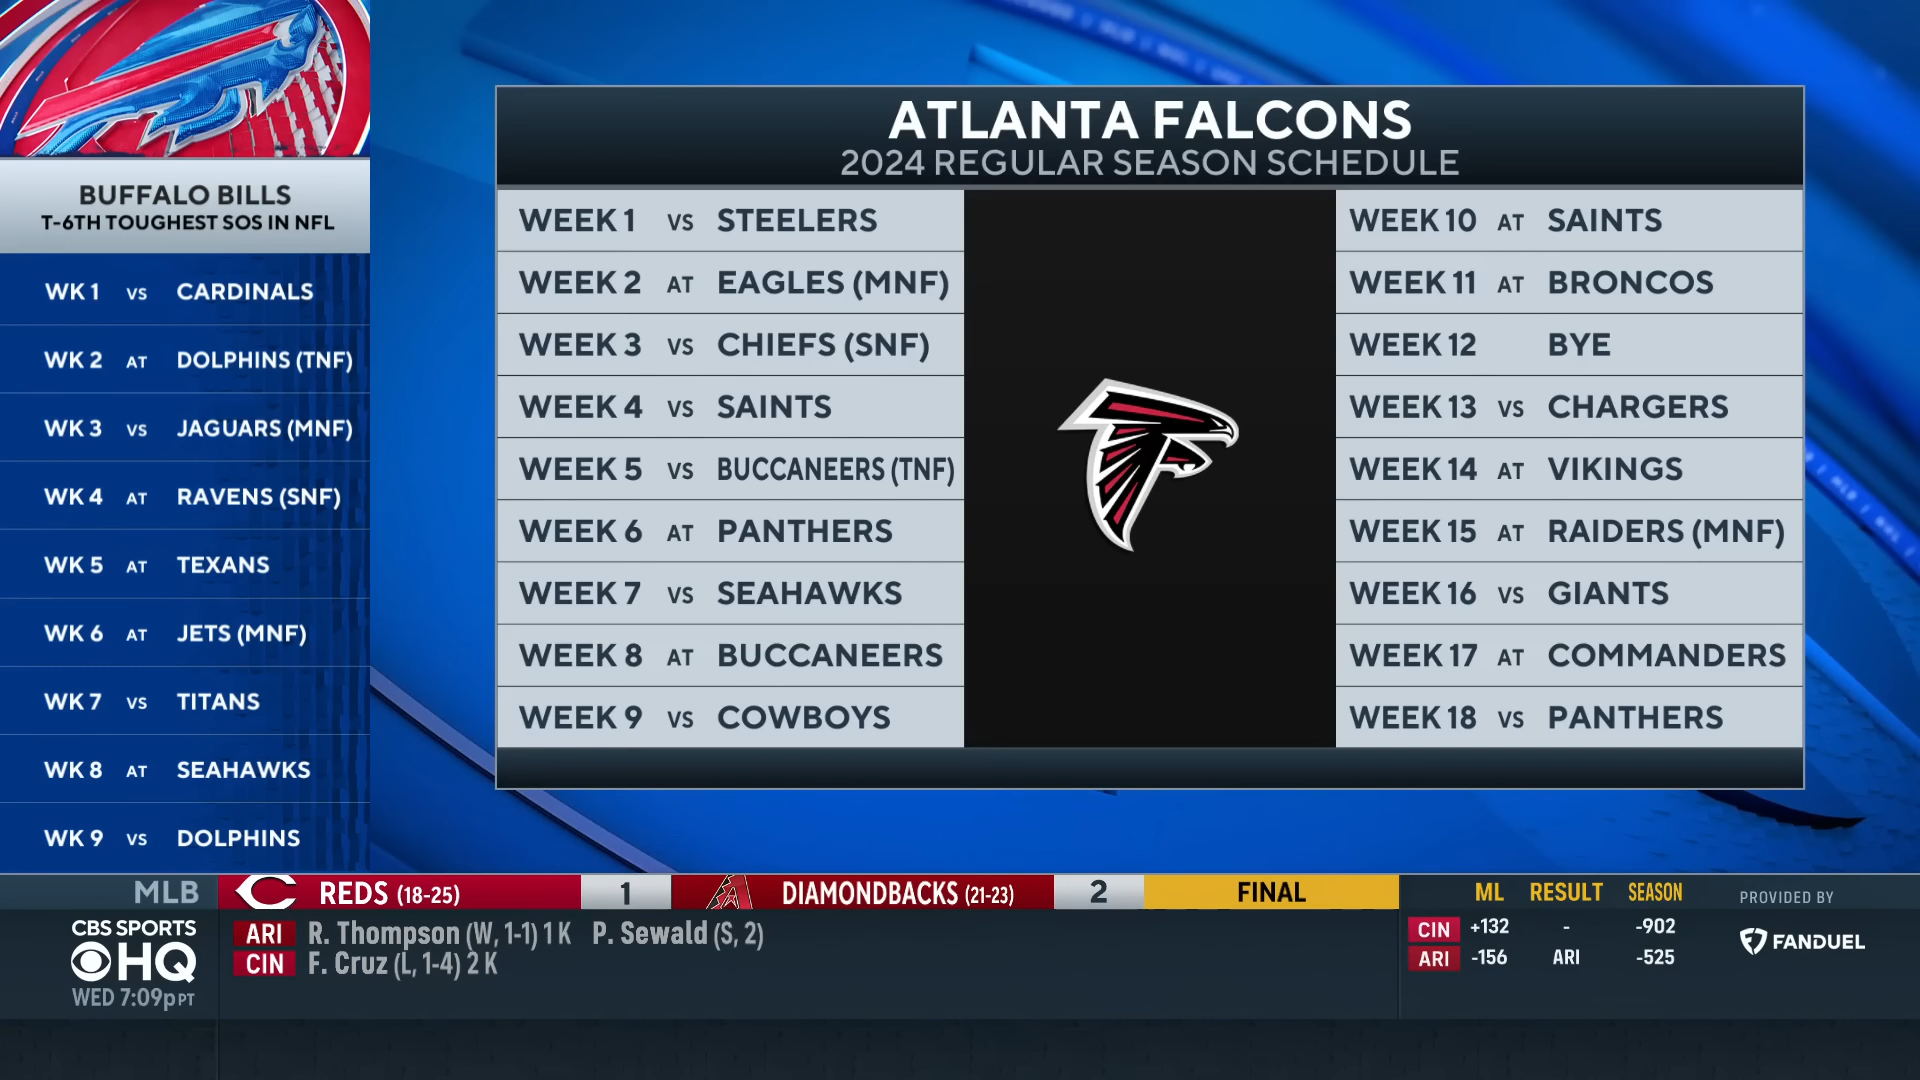 BUFFALO BILLS
T-6TH TOUGHEST SOS IN NFL
WK 1 VS CARDINALS
WK 2 AT DOLPHINS (TNF)
WK 3 VS JAGUARS (MNF)
WK 4 AT RAVENS (SNF)
WK 5 AT TEXANS
WK 6 AT JETS (MNF)
WK 7 VS TITANS
WK 8 AT SEAHAWKS
WK 9 VS DOLPHINS
ATLANTA FALCONS
2024 REGULAR SEASON SCHEDULE
WEEK 1 VS STEELERS
WEEK 2 AT EAGLES (MNF)
WEEK 3 VS CHIEFS (SNF)
WEEK 4 VS SAINTS
WEEK 5 VS BUCCANEERS (TNF)
WEEK 6 AT PANTHERS
WEEK 7 VS SEAHAWKS
WEEK 8 AT BUCCANEERS
WEEK 9 VS COWBOYS
WEEK 10 AT SAINTS
WEEK 11 AT BRONCOS
WEEK 12 BYE
WEEK 13 VS CHARGERS
WEEK 14 AT VIKINGS
WEEK 15 AT RAIDERS (MNF)
WEEK 16 VS GIANTS
WEEK 17 AT COMMANDERS
WEEK 18 VS PANTHERS
MLB REDS (18-25) 1 DIAMONDBACKS (21-23) 2 FINAL
CBS SPORTS
HQ
WED 7:09p PT
ARI R. Thompson (W, 1-1) 1 K P. Sewald (S, 2)
CIN F. Cruz (L, 1-4) 2 K
ML RESULT SEASON
CIN +132 - -902
ARI -156 ARI -525
PROVIDED BY
FANDUEL